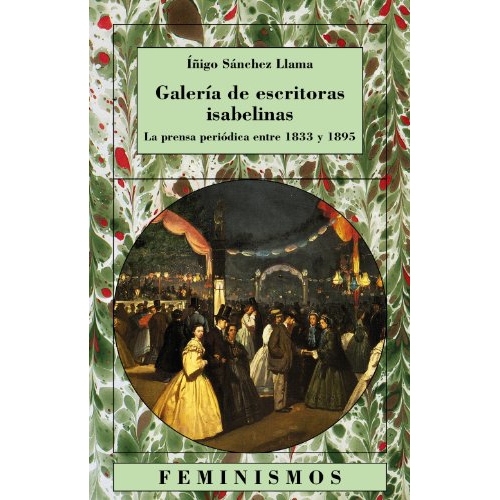 Íñigo Sánchez Llama
Galería de escritoras
isabelinas
La prensa periódica entre 1833 y 1895
FEMINISMOS